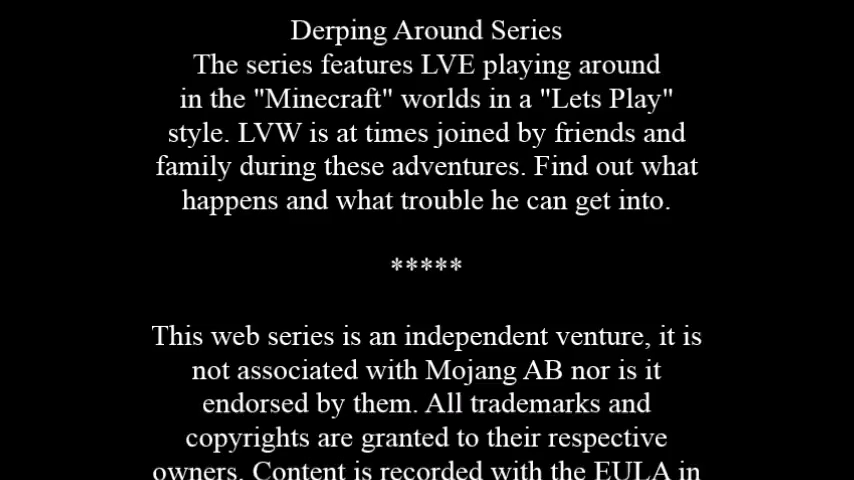 Derping Around Series
The series features LVE playing around
in the "Minecraft" worlds in a "Lets Play"
style. LVW is at times joined by friends and
family during these adventures. Find out what
happens and what trouble he can get into.
*****
This web series is an independent venture, it is
not associated with Mojang AB nor is it
endorsed by them. All trademarks and
copyrights are granted to their respective
owners. Content is recorded with the EULA in